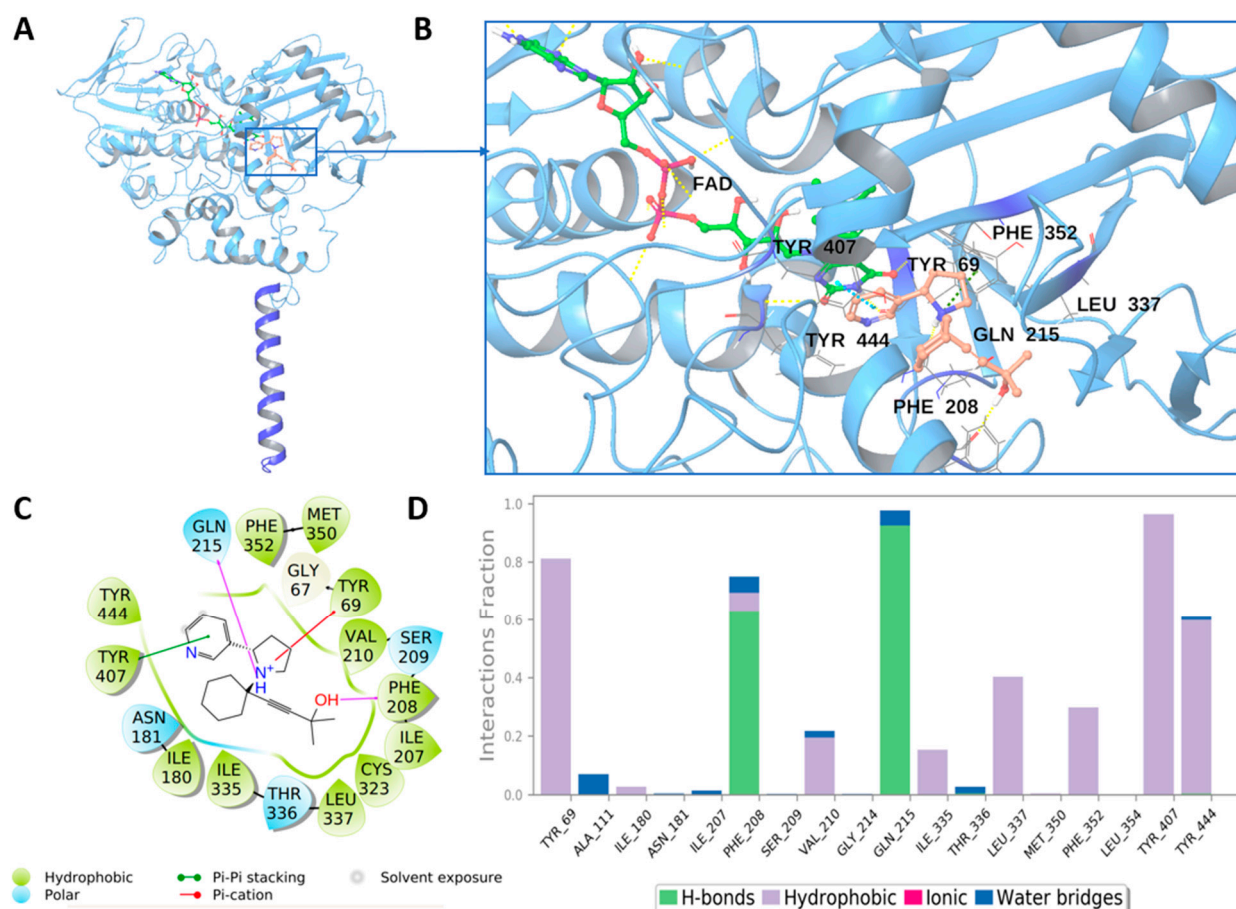 A
B
FAD
TYR 407
TYR 69
PHE 352
LEU 337
TYR 444
GLN 215
PHE 208
C
GLN
215
PHE
352
MET
350
GLY
67
TYR
69
TYR
444
VAL
210
SER
209
TYR
407
N
N+
H
OH
PHE
208
ASN
181
ILE
180
ILE
335
THR
336
LEU
337
CYS
323
ILE
207
Hydrophobic
Polar
Pi-Pi stacking
Pi-cation
Solvent exposure
D
Interactions Fraction
1.0
0.8
0.6
0.4
0.2
0.0
TYR_69
ALA_111
ILE_180
ASN_181
ILE_207
PHE_208
SER_209
VAL_210
GLY_214
GLN_215
ILE_335
THR_336
LEU_337
MET_350
PHE_352
LEU_354
TYR_407
TYR_444
H-bonds Hydrophobic Ionic Water bridges